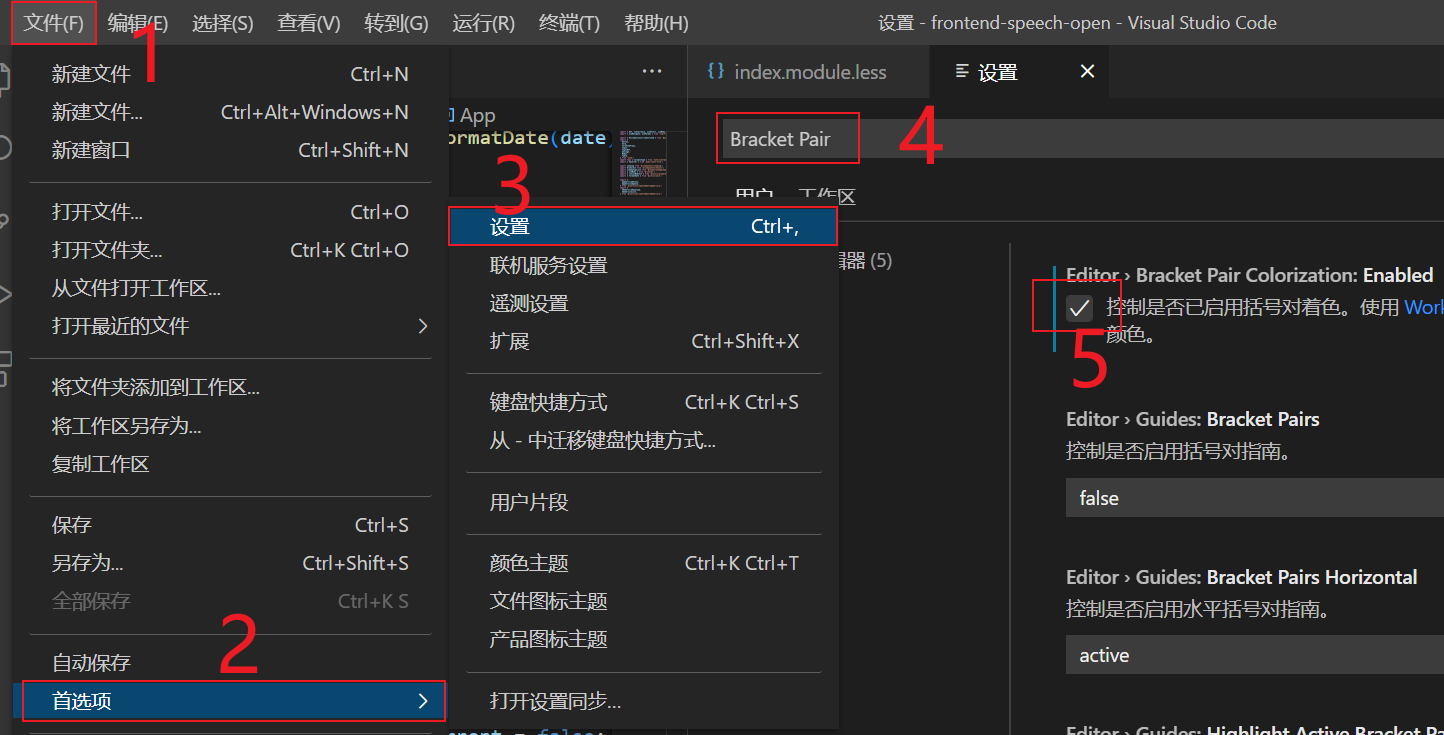 文件(F) 编辑(E) 选择(S) 查看(V) 转到(G) 运行(R) 终端(T) 帮助(H) 设置 - frontend-speech-open - Visual Studio Code
1
新建文件 Ctrl+N
新建文件... Ctrl+Alt+Windows+N
新建窗口 Ctrl+Shift+N
打开文件... Ctrl+O
打开文件夹... Ctrl+K Ctrl+O
从文件打开工作区...
打开最近的文件
将文件夹添加到工作区...
将工作区另存为...
复制工作区
保存 Ctrl+S
另存为... Ctrl+Shift+S
全部保存 Ctrl+K S
2
自动保存
首选项
...
App
ormatDate(date)
3
设置 Ctrl+,
联机服务设置
遥测设置
扩展 Ctrl+Shift+X
键盘快捷方式 Ctrl+K Ctrl+S
从 - 中迁移键盘快捷方式...
用户片段
颜色主题 Ctrl+K Ctrl+T
文件图标主题
产品图标主题
打开设置同步...
= false;
{} index.module.less 设置
Bracket Pair
4
用户 工作区
辑器 (5)
Editor › Bracket Pair Colorization: Enabled
控制是否已启用括号对着色。使用 Work
颜色。
5
Editor › Guides: Bracket Pairs
控制是否启用括号对指南。
false
Editor › Guides: Bracket Pairs Horizontal
控制是否启用水平括号对指南。
active
Editor › Guides: Highlight Active Bracket Pa